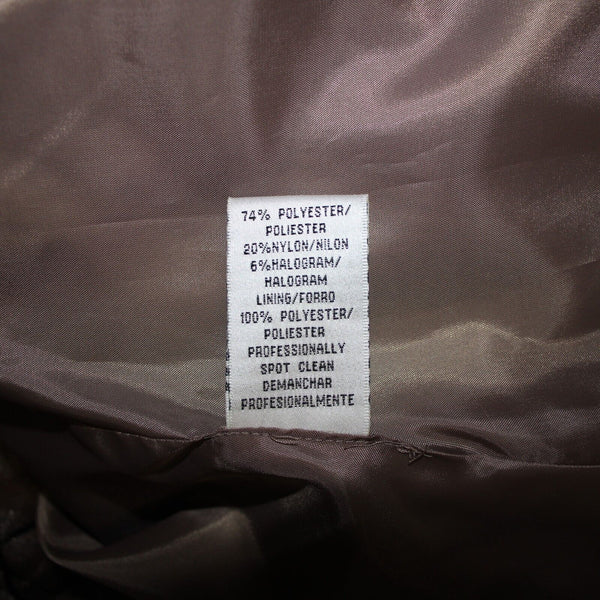 74% POLYESTER/
POLIESTER
20%NYLON/NILON
6%HALOGRAM/
HALOGRAM
LINING/FORRO
100% POLYESTER/
POLIESTER
PROFESSIONALLY
SPOT CLEAN
DEMANCHAR
PROFESIONALMENTE